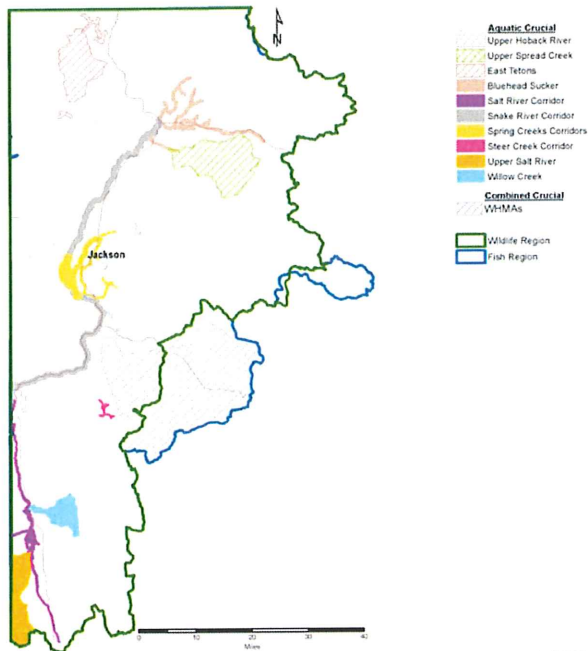 N
Jackson
Aquatic Crucial
Upper Hoback River
Upper Spread Creek
East Tetons
Bluehead Sucker
Salt River Corridor
Snake River Corridor
Spring Creeks Corridors
Steer Creek Corridor
Upper Salt River
Willow Creek
Combined Crucial
WHMAs
Wildlife Region
Fish Region
0 10 20 30 40
Miles